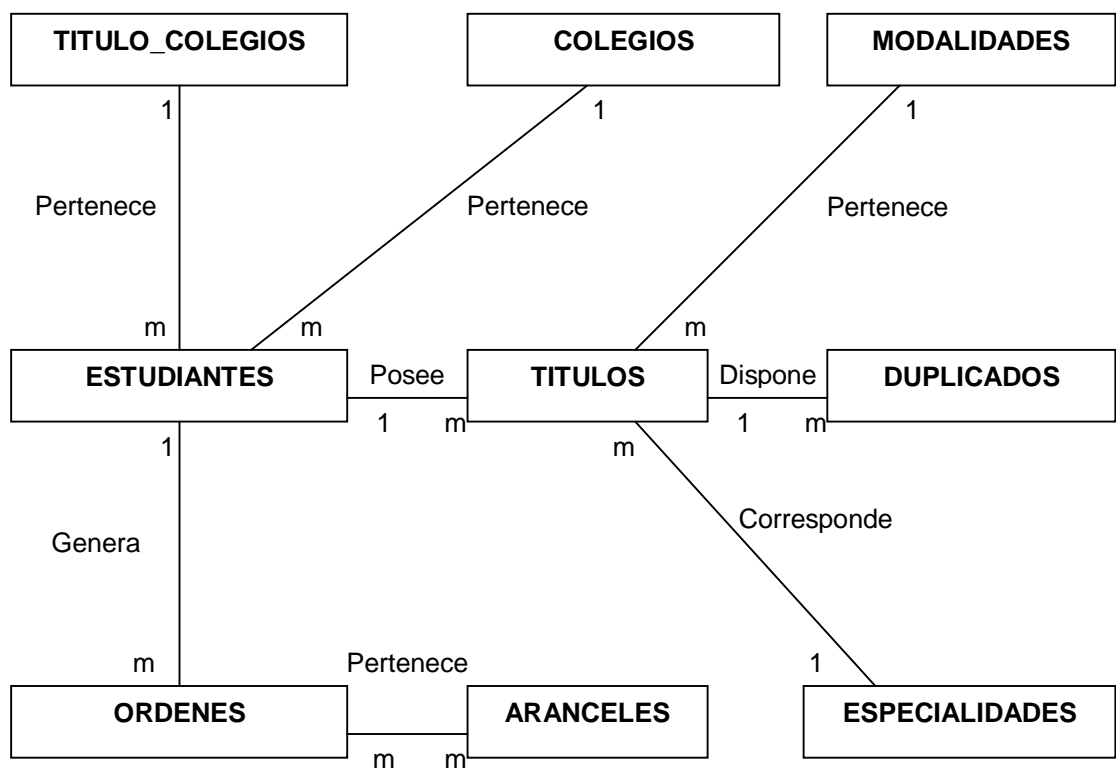 TITULO_COLEGIOS
COLEGIOS
MODALIDADES
1
1
1
Pertenece
Pertenece
Pertenece
m
m
m
ESTUDIANTES
Posee
TITULOS
Dispone
DUPLICADOS
1
m
1
m
1
m
Corresponde
Genera
m
Pertenece
1
ORDENES
ARANCELES
ESPECIALIDADES
m
m